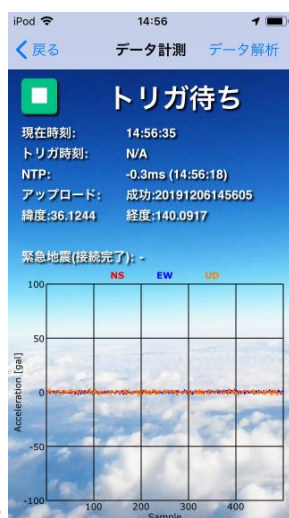 iPod 14:56
戻る データ計測 データ解析
トリガ待ち
現在時刻: 14:56:35
トリガ時刻: N/A
NTP: -0.3ms (14:56:18)
アップロード: 成功:20191206145605
緯度:36.1244 経度:140.0917
緊急地震(接続完了): -
NS EW UD
100
50
0
-50
-100
Acceleration [gal]
100 200 300 400
Sample